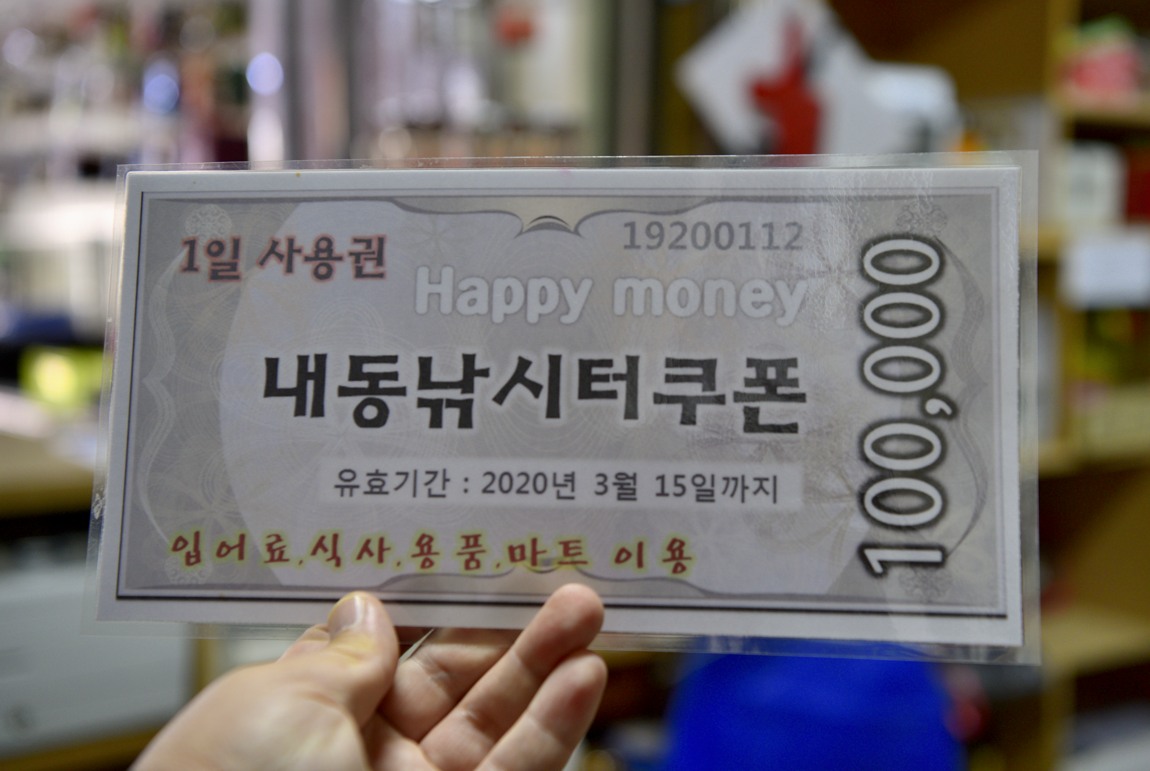 1일 사용권
19200112
Happy money
내동낚시터쿠폰
유효기간 : 2020년 3월 15일까지
입어료.식사.용품.마트 이용
100,000